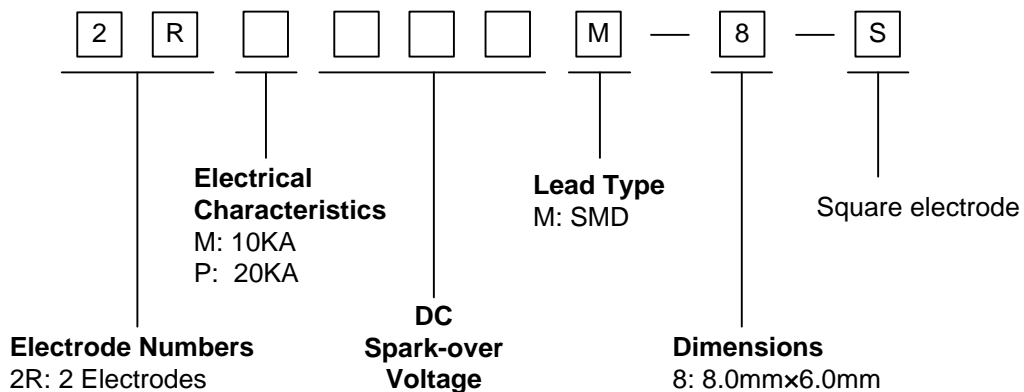 2 R M — 8 — S
Electrical
Characteristics
M: 10KA
P: 20KA
Lead Type
M: SMD
Square electrode
DC
Spark-over
Voltage
Electrode Numbers
2R: 2 Electrodes
Dimensions
8: 8.0mm×6.0mm